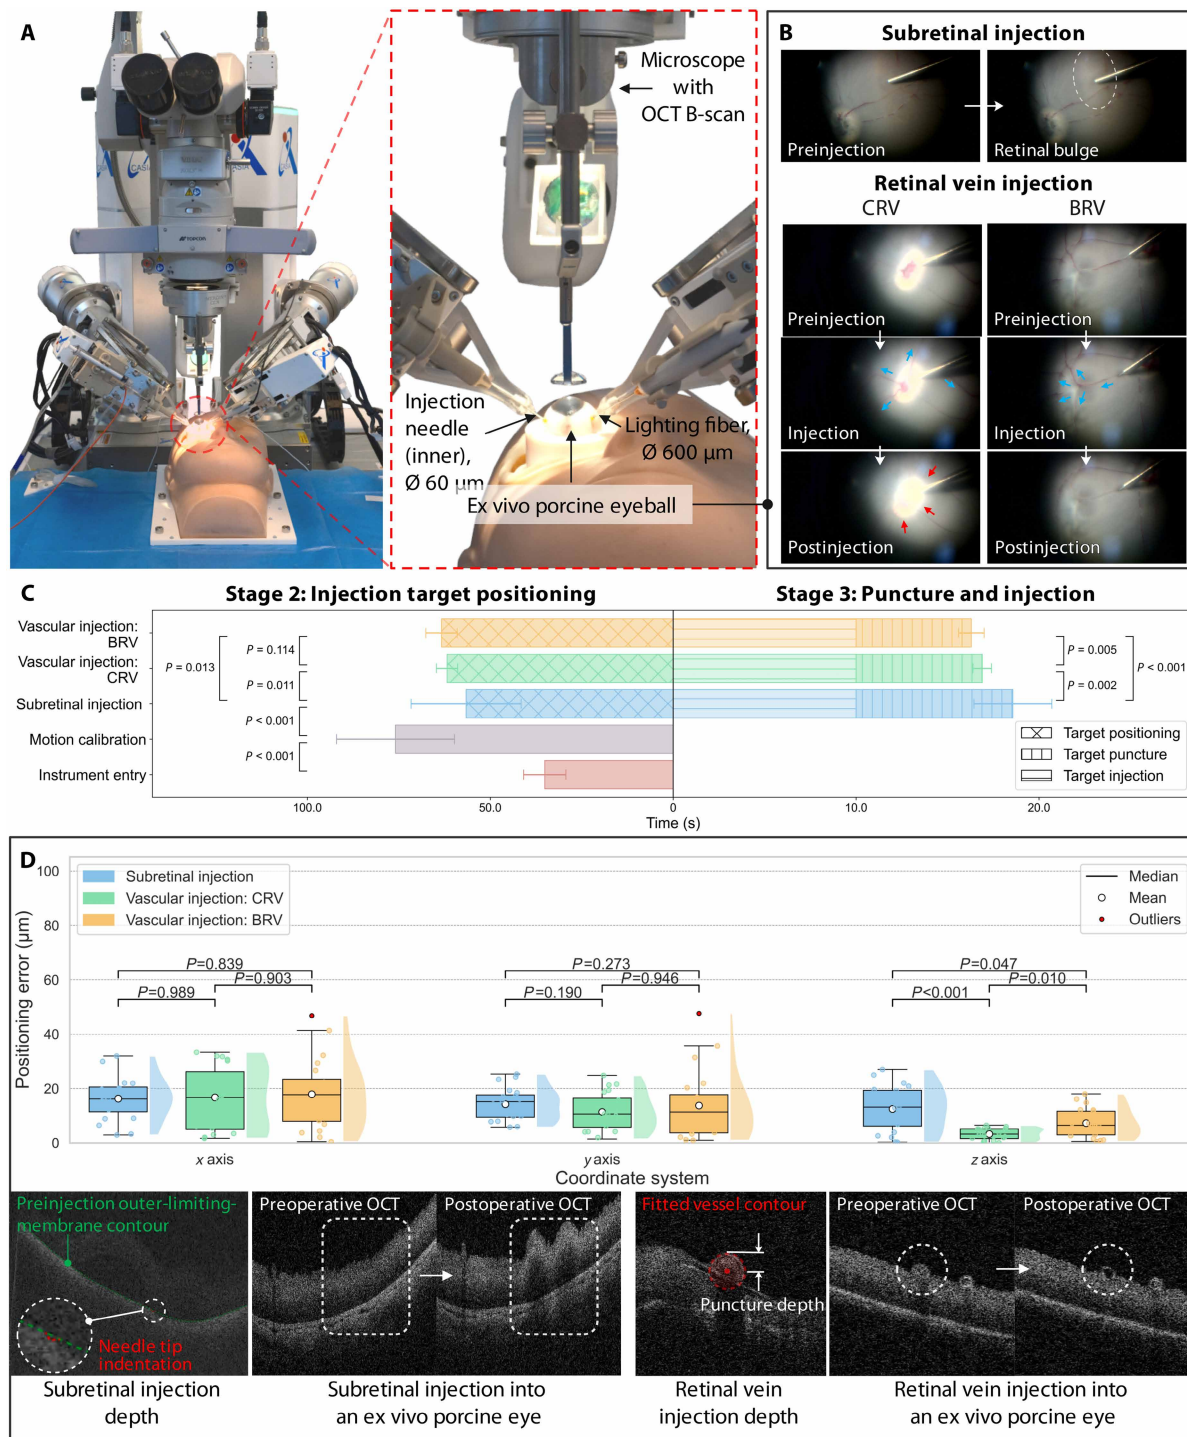 A
Microscope
with
OCT B-scan
Injection
needle
(inner),
Ø 60 µm
Lighting fiber,
Ø 600 µm
Ex vivo porcine eyeball
CASIA
TOPCON
B
Subretinal injection
Preinjection
Retinal bulge
Retinal vein injection
CRV
BRV
Preinjection
Preinjection
Injection
Injection
Postinjection
Postinjection
C
Stage 2: Injection target positioning
Stage 3: Puncture and injection
Vascular injection:
BRV
Vascular injection:
CRV
Subretinal injection
Motion calibration
Instrument entry
P = 0.013
P = 0.114
P = 0.011
P < 0.001
P < 0.001
P = 0.005
P = 0.002
P < 0.001
Target positioning
Target puncture
Target injection
100.0
50.0
0
10.0
20.0
Time (s)
D
Subretinal injection
Vascular injection: CRV
Vascular injection: BRV
Median
Mean
Outliers
Positioning error (µm)
100
80
60
40
20
0
P=0.839
P=0.903
P=0.989
P=0.273
P=0.946
P=0.190
P=0.047
P=0.010
P<0.001
x axis
y axis
z axis
Coordinate system
Preinjection outer-limiting-
membrane contour
Needle tip
indentation
Preoperative OCT
Postoperative OCT
Fitted vessel contour
Puncture depth
Preoperative OCT
Postoperative OCT
Subretinal injection
depth
Subretinal injection into
an ex vivo porcine eye
Retinal vein
injection depth
Retinal vein injection into
an ex vivo porcine eye